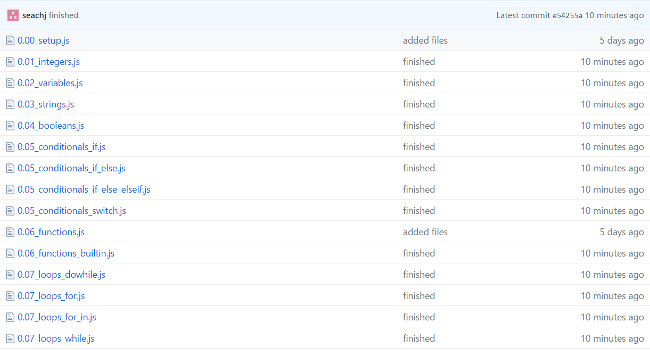 seachj finished Latest commit e54255a 10 minutes ago
0.00_setup.js added files 5 days ago
0.01_integers.js finished 10 minutes ago
0.02_variables.js finished 10 minutes ago
0.03_strings.js finished 10 minutes ago
0.04_booleans.js finished 10 minutes ago
0.05_conditionals_if.js finished 10 minutes ago
0.05_conditionals_if_else.js finished 10 minutes ago
0.05_conditionals_if_else_elseif.js finished 10 minutes ago
0.05_conditionals_switch.js finished 10 minutes ago
0.06_functions.js added files 5 days ago
0.06_functions_builtin.js finished 10 minutes ago
0.07_loops_dowhile.js finished 10 minutes ago
0.07_loops_for.js finished 10 minutes ago
0.07_loops_for_in.js finished 10 minutes ago
0.07_loops_while.js finished 10 minutes ago